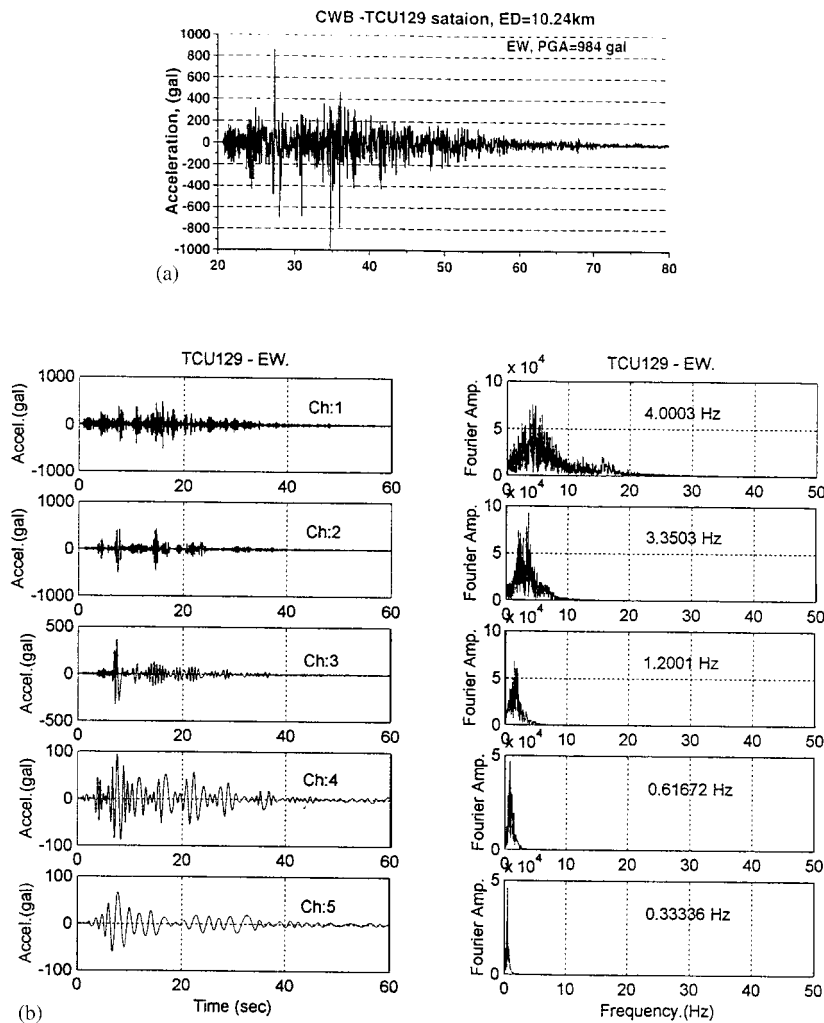 CWB -TCU129 sataion, ED=10.24km
EW, PGA=984 gal
Acceleration, (gal)
1000
800
600
400
200
0
-200
-400
-600
-800
-1000
20 30 40 50 60 70 80
(a)
TCU129 - EW.
Accel.(gal)
1000
0
-1000
Ch:1
0 20 40 60
Accel.(gal)
1000
0
-1000
Ch:2
0 20 40 60
Accel.(gal)
500
0
-500
Ch:3
0 20 40 60
Accel.(gal)
100
0
-100
Ch:4
0 20 40 60
Accel.(gal)
100
0
-100
Ch:5
0 20 40 60
Time (sec)
(b)
TCU129 - EW.
x 10 4
Fourier Amp.
10
5
0
4.0003 Hz
0 10 20 30 40 50
x 10 4
Fourier Amp.
10
5
0
3.3503 Hz
0 10 20 30 40 50
x 10 4
Fourier Amp.
10
5
0
1.2001 Hz
0 10 20 30 40 50
x 10 4
Fourier Amp.
5
0
0.61672 Hz
0 10 20 30 40 50
x 10 4
Fourier Amp.
5
0
0.33336 Hz
0 10 20 30 40 50
Frequency.(Hz)